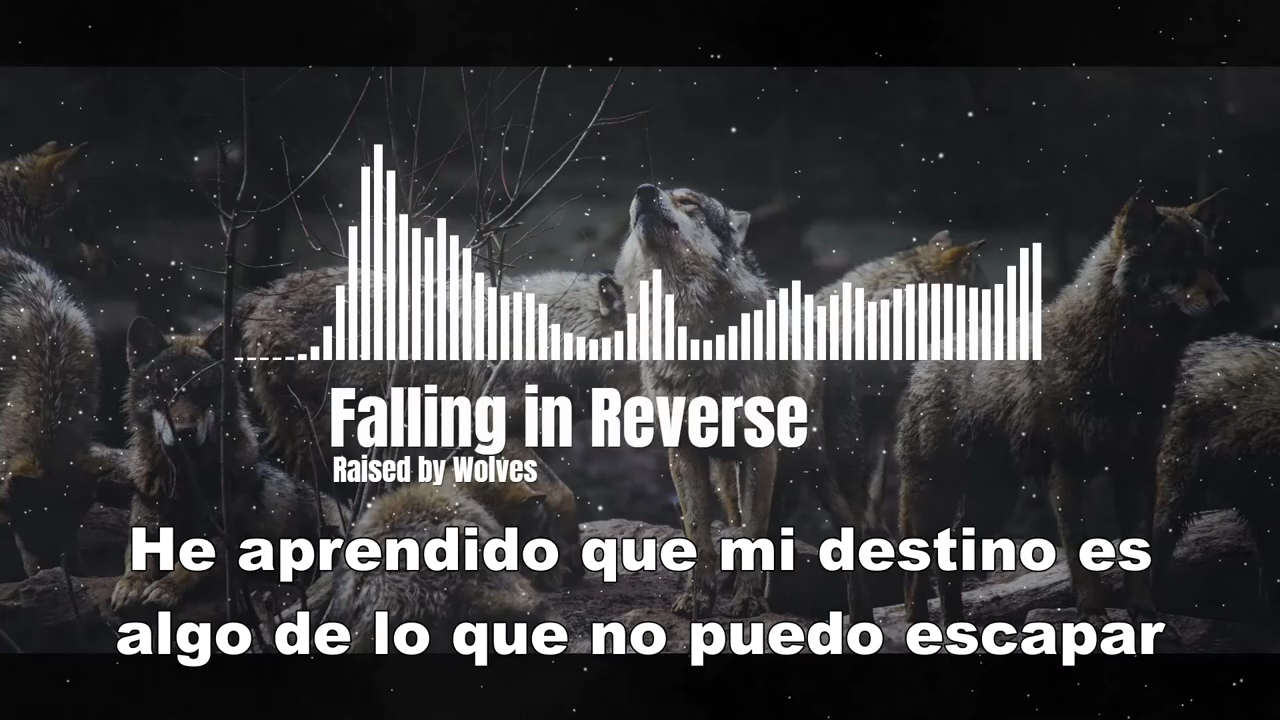 Falling in Reverse
Raised by Wolves
He aprendido que mi destino es
algo de lo que no puedo escapar